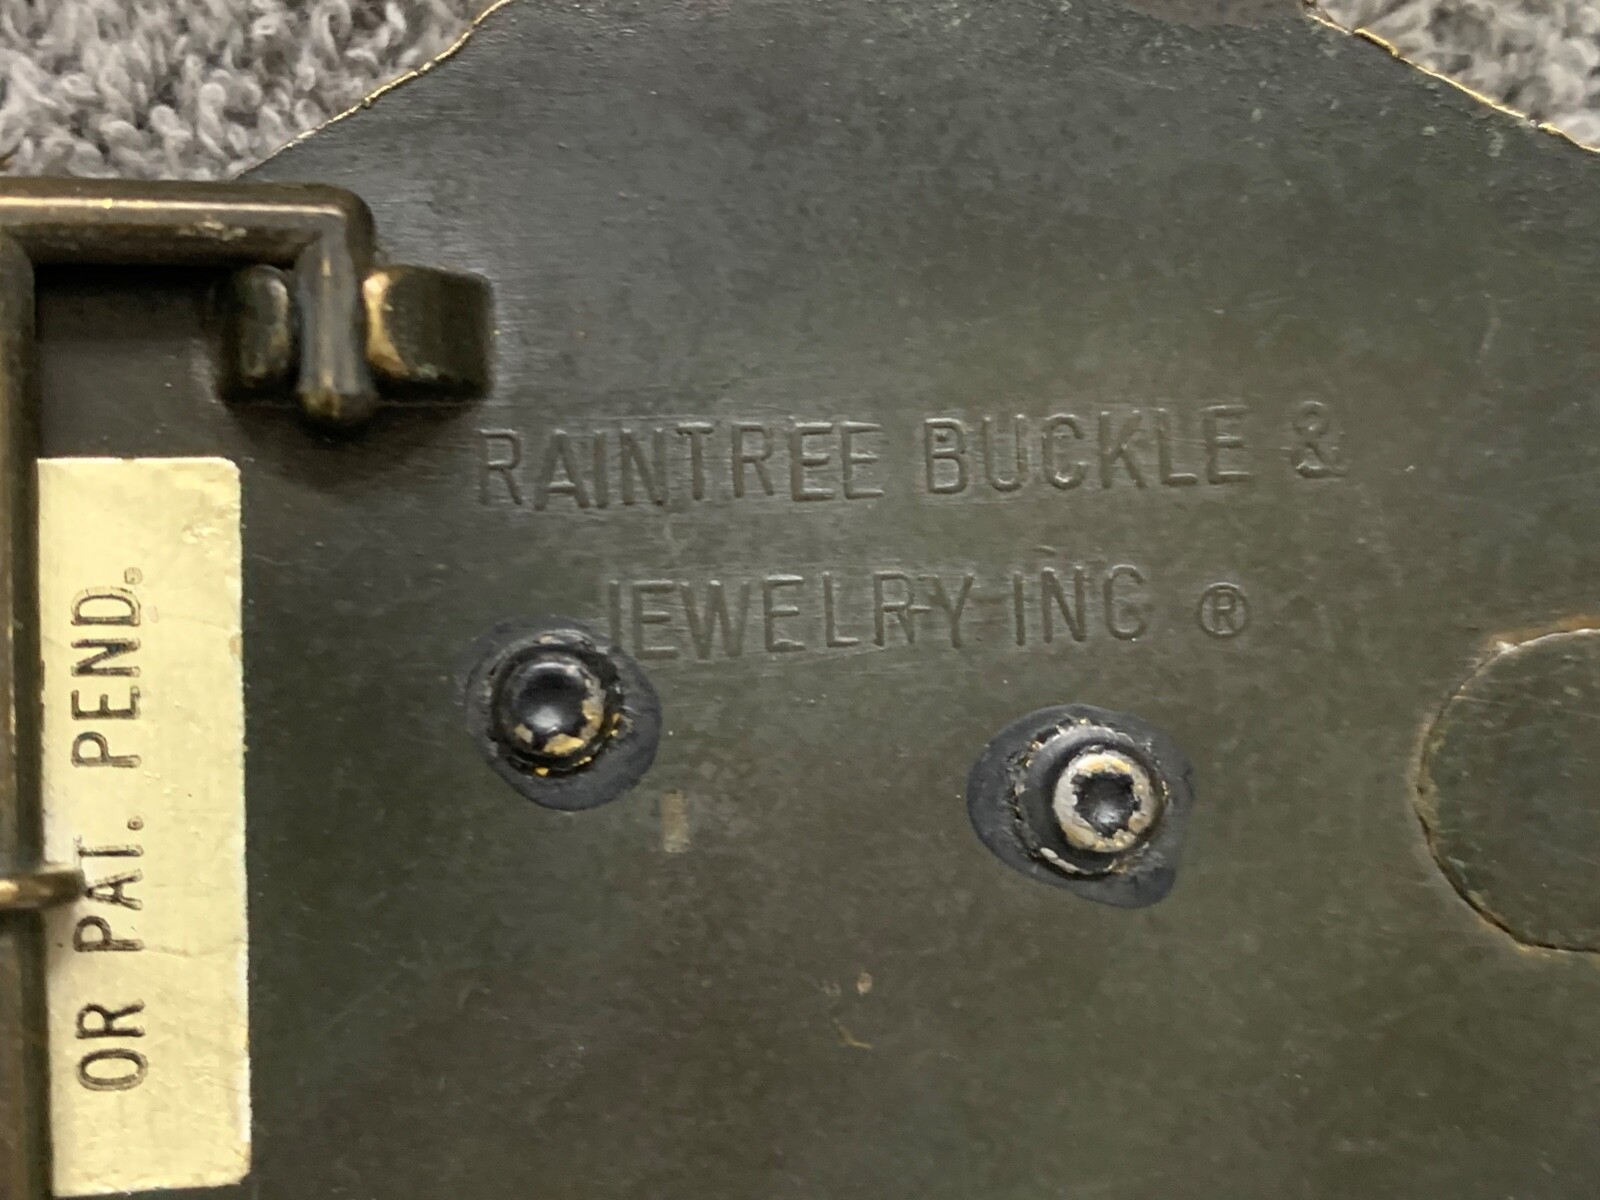 RAINTREE BUCKLE &
JEWELRY INC ®
OR PAT. PEND.